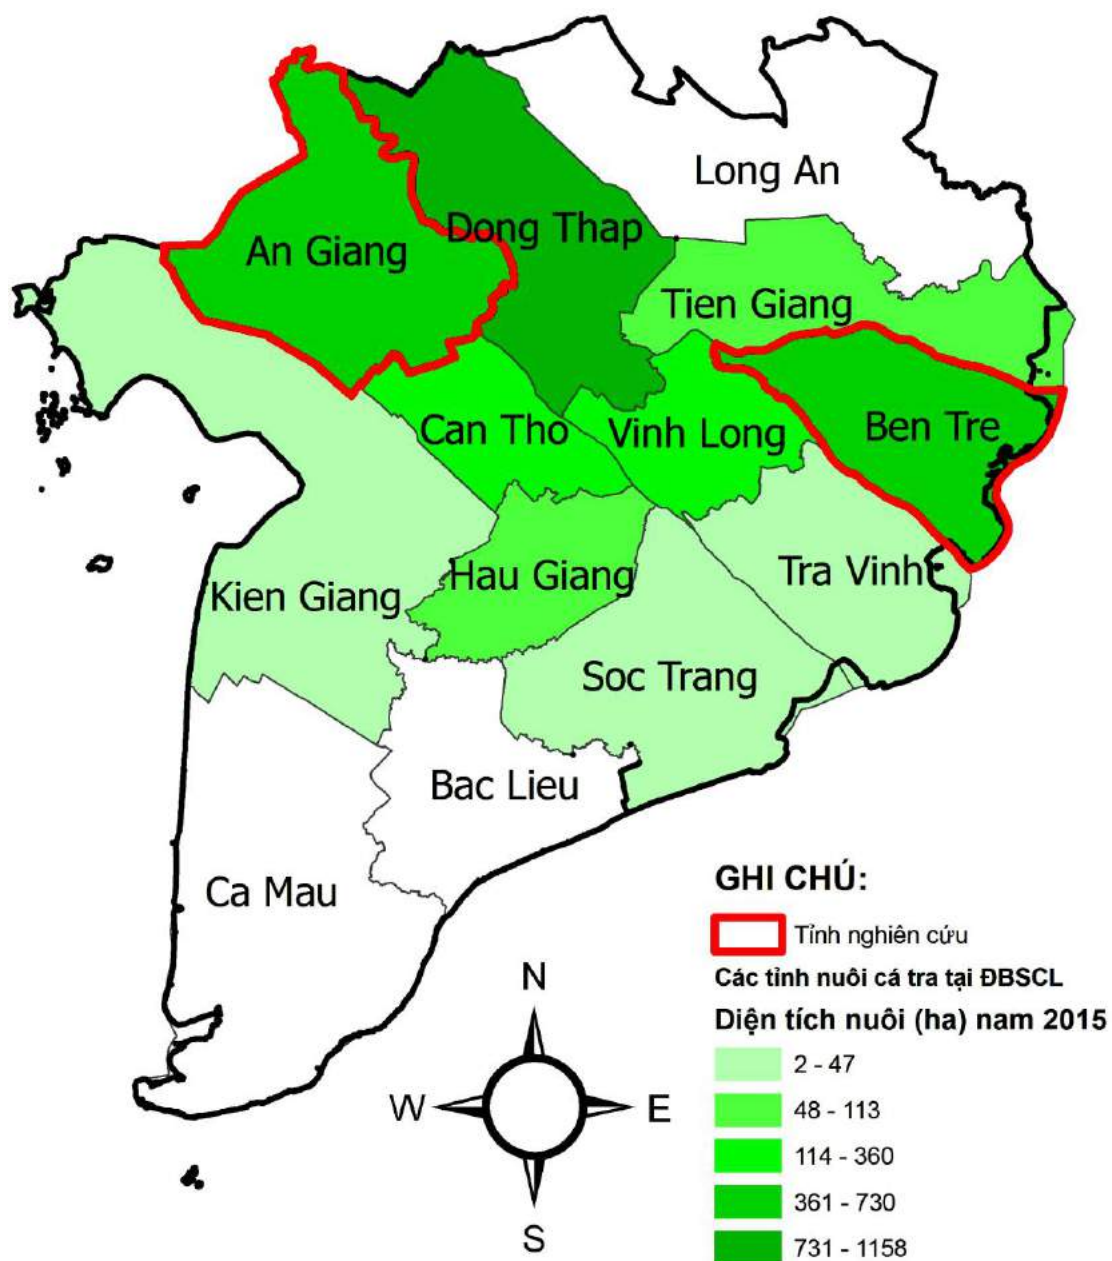 Long An
Dong Thap
An Giang
Tien Giang
Can Tho
Vinh Long
Ben Tre
Kien Giang
Hau Giang
Tra Vinh
Soc Trang
Bac Lieu
Ca Mau
GHI CHÚ:
Tỉnh nghiên cứu
Các tỉnh nuôi cá tra tại ĐBSCL
Diện tích nuôi (ha) nam 2015
2 - 47
48 - 113
114 - 360
361 - 730
731 - 1158
N
W
E
S